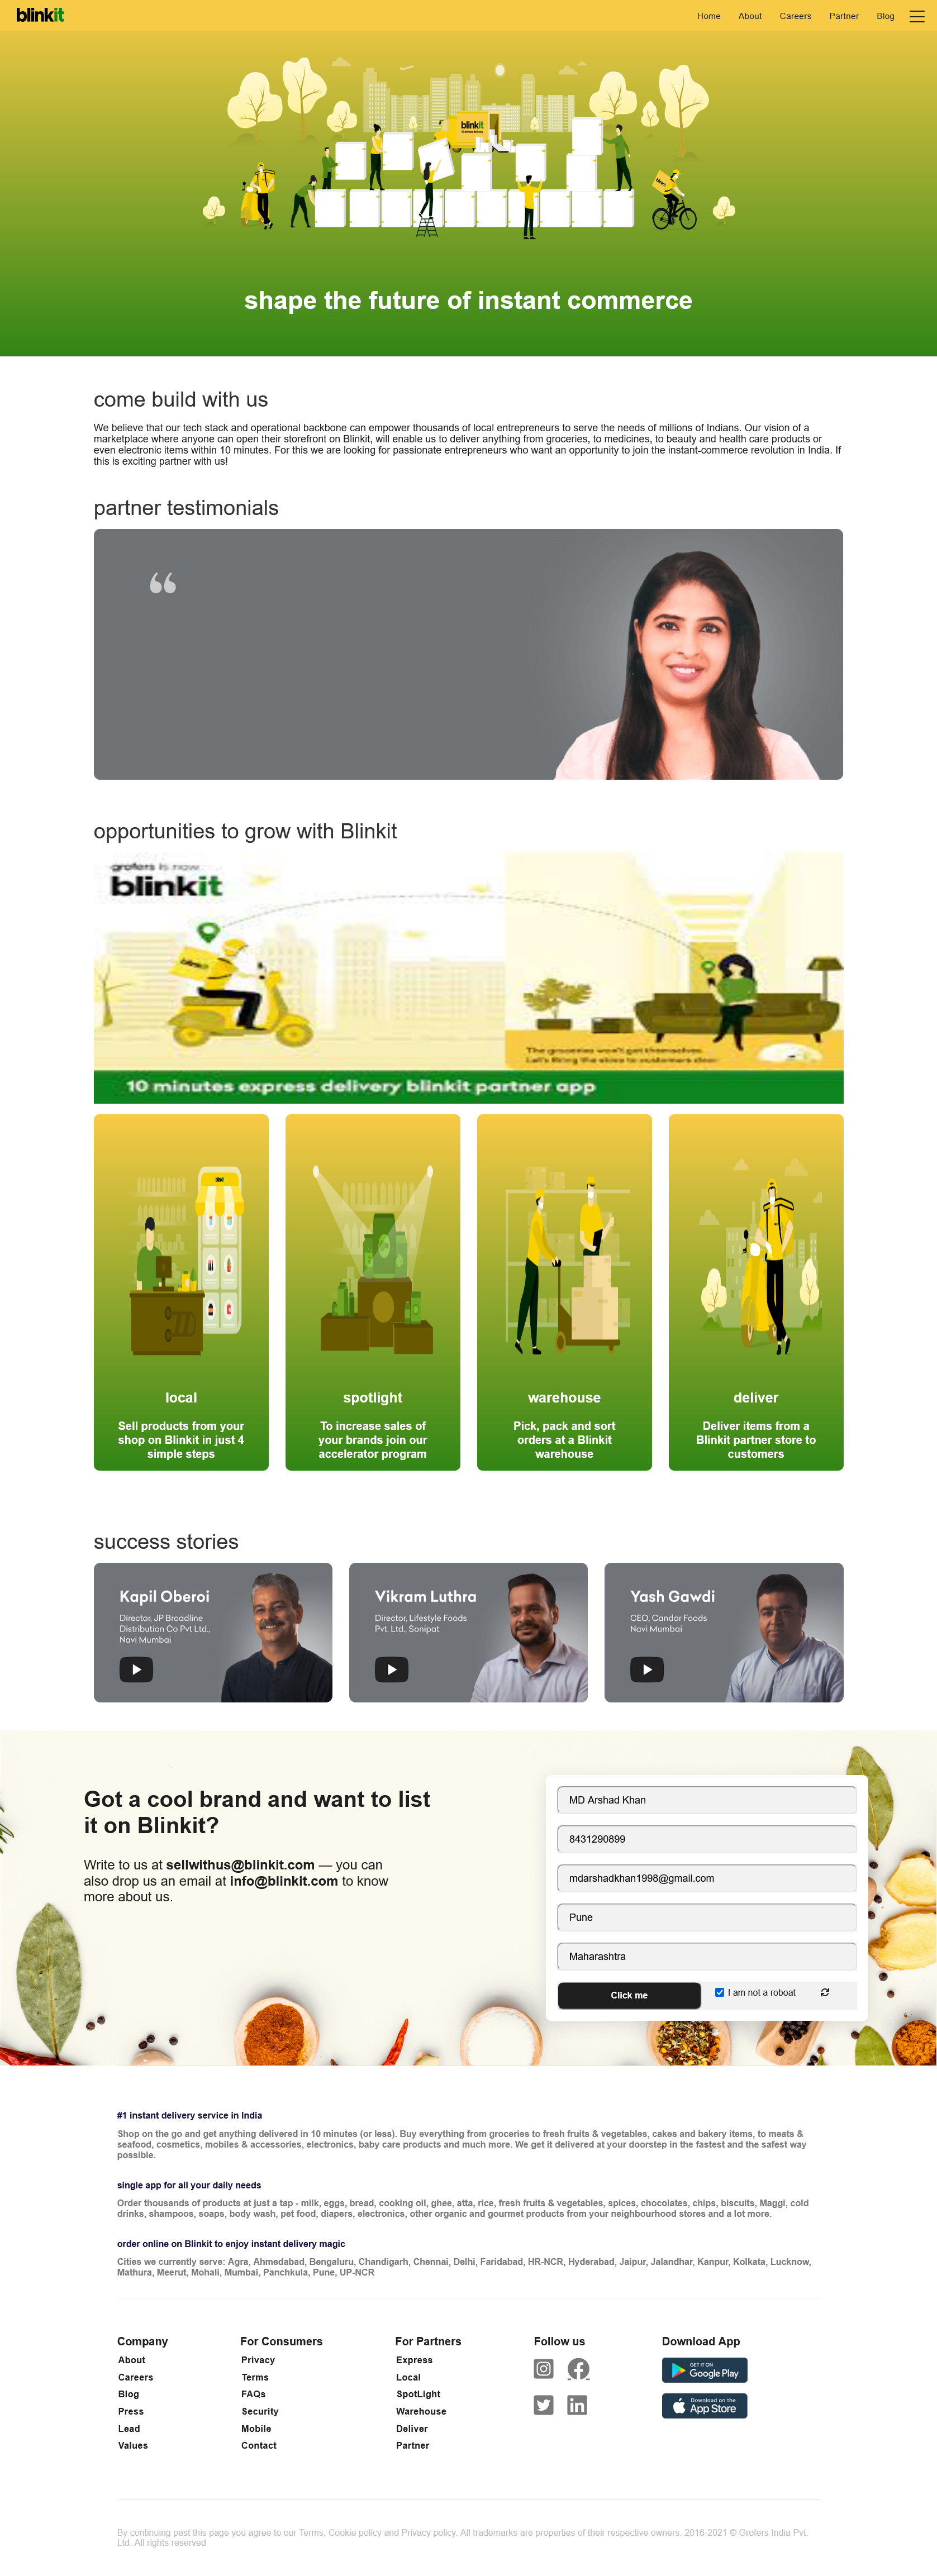 blinkit
Home About Careers Partner Blog
blinkit
10 minute delivery
shape the future of instant commerce
come build with us
We believe that our tech stack and operational backbone can empower thousands of local entrepreneurs to serve the needs of millions of Indians. Our vision of a
marketplace where anyone can open their storefront on Blinkit, will enable us to deliver anything from groceries, to medicines, to beauty and health care products or
even electronic items within 10 minutes. For this we are looking for passionate entrepreneurs who want an opportunity to join the instant-commerce revolution in India. If
this is exciting partner with us!
partner testimonials
“
opportunities to grow with Blinkit
grofers is now
blinkit
The groceries won't get themselves.
Let's Bring the store to customers door.
10 minutes express delivery blinkit partner app
local
Sell products from your
shop on Blinkit in just 4
simple steps
spotlight
To increase sales of
your brands join our
accelerator program
warehouse
Pick, pack and sort
orders at a Blinkit
warehouse
deliver
Deliver items from a
Blinkit partner store to
customers
success stories
Kapil Oberoi
Director, JP Broadline
Distribution Co Pvt Ltd.,
Navi Mumbai
Vikram Luthra
Director, Lifestyle Foods
Pvt. Ltd., Sonipat
Yash Gawdi
CEO, Candor Foods
Navi Mumbai
Got a cool brand and want to list
it on Blinkit?
Write to us at sellwithus@blinkit.com — you can
also drop us an email at info@blinkit.com to know
more about us.
MD Arshad Khan
8431290899
mdarshadkhan1998@gmail.com
Pune
Maharashtra
Click me
I am not a roboat
#1 instant delivery service in India
Shop on the go and get anything delivered in 10 minutes (or less). Buy everything from groceries to fresh fruits & vegetables, cakes and bakery items, to meats &
seafood, cosmetics, mobiles & accessories, electronics, baby care products and much more. We get it delivered at your doorstep in the fastest and the safest way
possible.
single app for all your daily needs
Order thousands of products at just a tap - milk, eggs, bread, cooking oil, ghee, atta, rice, fresh fruits & vegetables, spices, chocolates, chips, biscuits, Maggi, cold
drinks, shampoos, soaps, body wash, pet food, diapers, electronics, other organic and gourmet products from your neighbourhood stores and a lot more.
order online on Blinkit to enjoy instant delivery magic
Cities we currently serve: Agra, Ahmedabad, Bengaluru, Chandigarh, Chennai, Delhi, Faridabad, HR-NCR, Hyderabad, Jaipur, Jalandhar, Kanpur, Kolkata, Lucknow,
Mathura, Meerut, Mohali, Mumbai, Panchkula, Pune, UP-NCR
Company
About
Careers
Blog
Press
Lead
Values
For Consumers
Privacy
Terms
FAQs
Security
Mobile
Contact
For Partners
Express
Local
SpotLight
Warehouse
Deliver
Partner
Follow us
Download App
GET IT ON
Google Play
Download on the
App Store
By continuing past this page you agree to our Terms, Cookie policy and Privacy policy. All trademarks are properties of their respective owners. 2016-2021 © Grofers India Pvt.
Ltd. All rights reserved